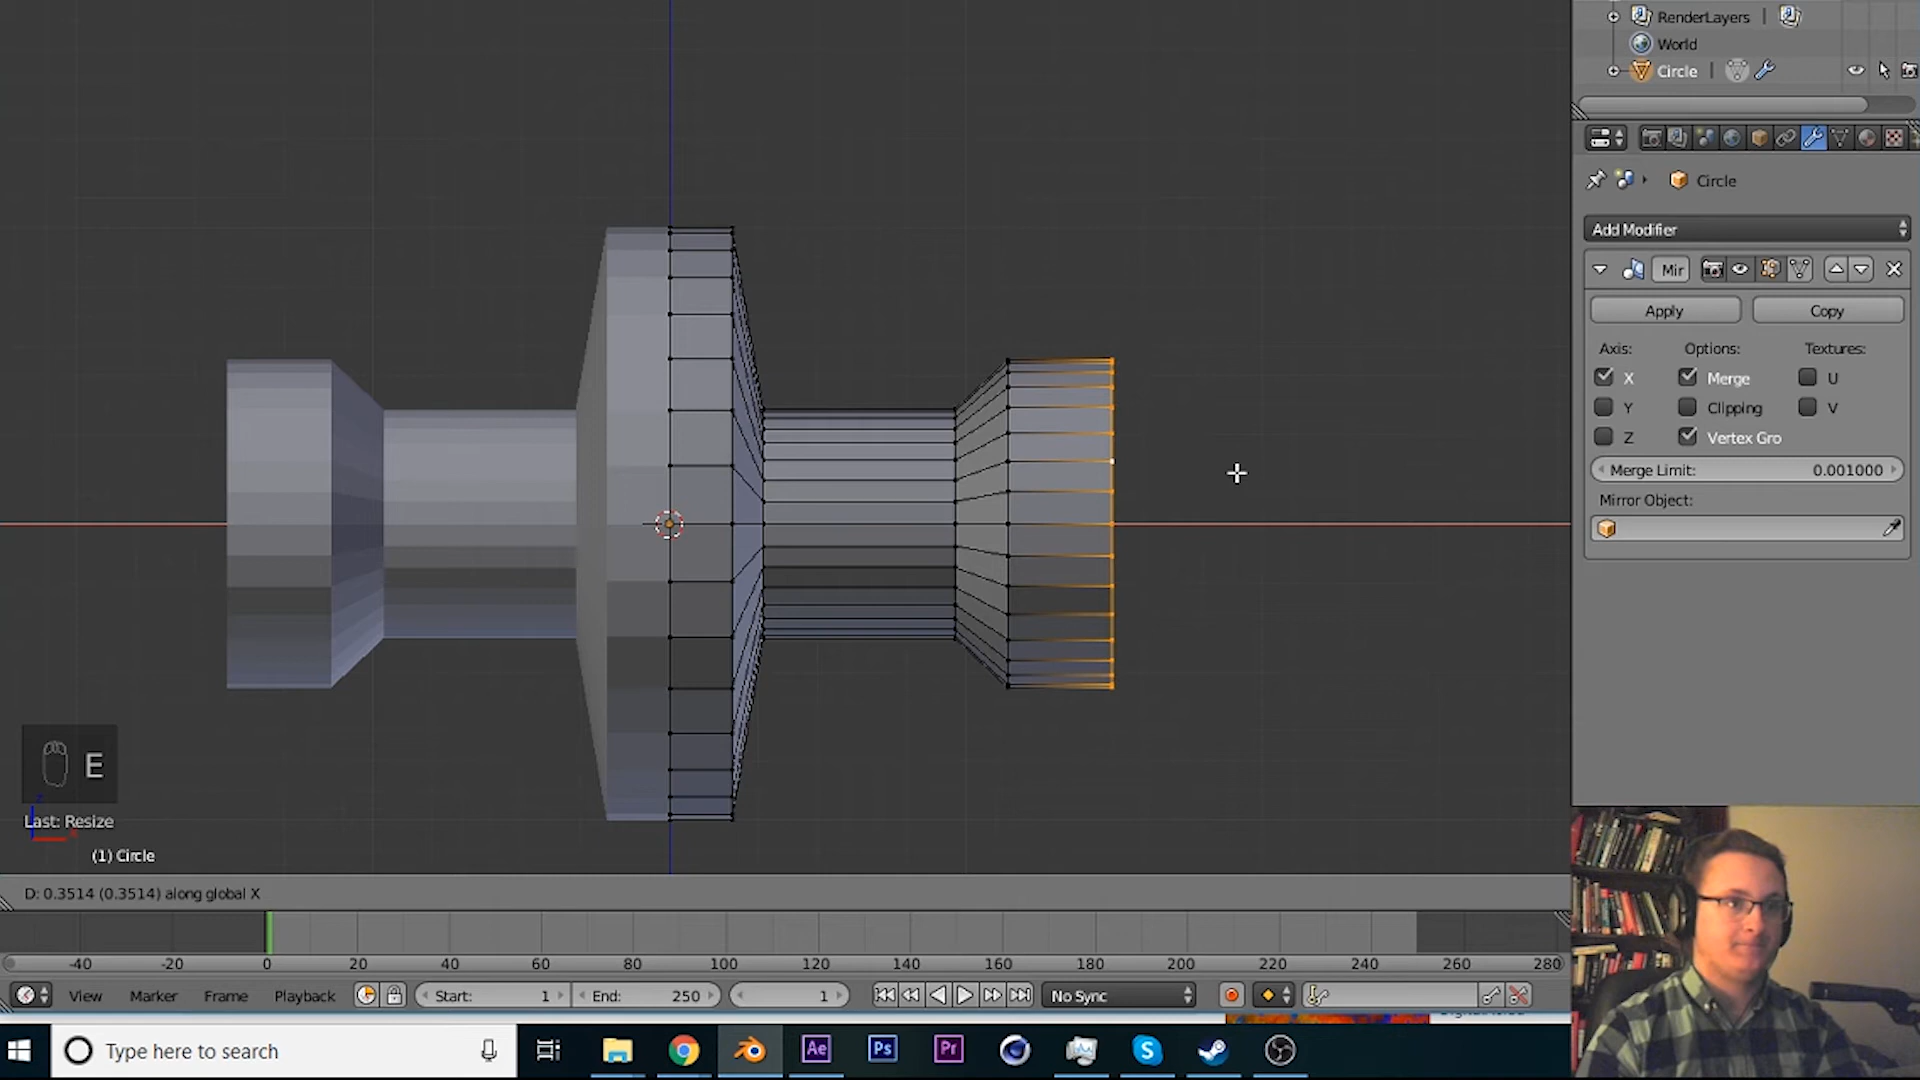 RenderLayers
World
Circle
Circle
Add Modifier
Mir
Apply
Copy
Axis:
Options:
Textures:
X
Merge
U
Y
Clipping
V
Z
Vertex Gro
Merge Limit: 0.001000
Mirror Object:
E
Last: Resize
(1) Circle
D: 0.3514 (0.3514) along global X
-40 -20 0 20 40 60 80 100 120 140 160 180 200 220 240 260 280
View Marker Frame Playback Start: 1 End: 250 1 No Sync
Type here to search
Ae Ps Pr